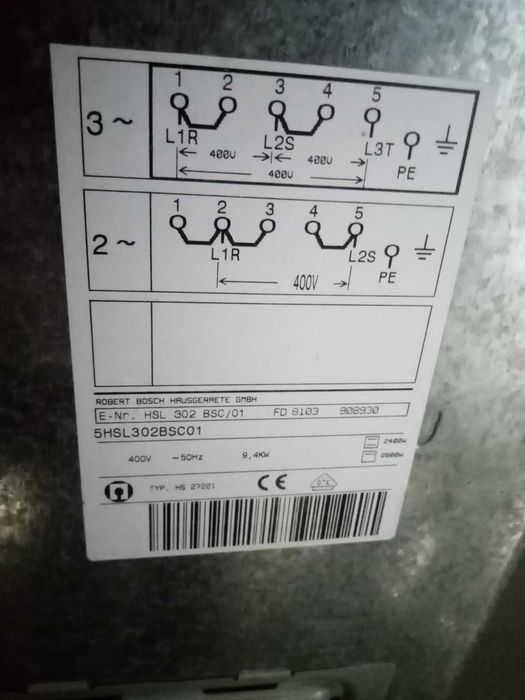 1 2 3 4 5
3~
L1R L2S L3T PE
400V 400V
400V
1 2 3 4 5
2~
L1R L2S PE
400V
ROBERT BOSCH HAUSGERAETE GMBH
E-Nr. HSL 302 BSC/01 FD 8103 908930
5HSL302BSC01
2400W
400V ~50Hz 9,4KW
TYP. HS 27221 CE